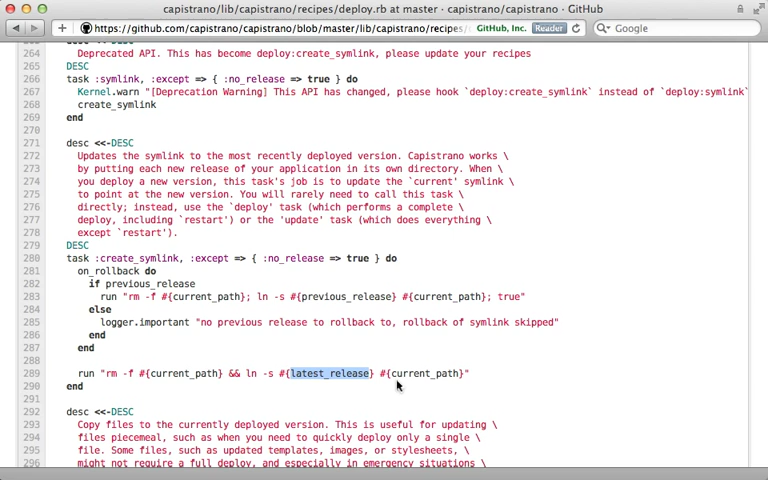 capistrano/lib/capistrano/recipes/deploy.rb at master · capistrano/capistrano · GitHub
https://github.com/capistrano/capistrano/blob/master/lib/capistrano/recipes/ GitHub, Inc. Reader Google
264 Deprecated API. This has become deploy:create_symlink, please update your recipes
265 DESC
266 task :symlink, :except => { :no_release => true } do
267 Kernel.warn "[Deprecation Warning] This API has changed, please hook `deploy:create_symlink` instead of `deploy:symlink`
268 create_symlink
269 end
270
271 desc <<-DESC
272 Updates the symlink to the most recently deployed version. Capistrano works \
273 by putting each new release of your application in its own directory. When \
274 you deploy a new version, this task's job is to update the `current' symlink \
275 to point at the new version. You will rarely need to call this task \
276 directly; instead, use the `deploy' task (which performs a complete \
277 deploy, including `restart') or the 'update' task (which does everything \
278 except `restart').
279 DESC
280 task :create_symlink, :except => { :no_release => true } do
281 on_rollback do
282 if previous_release
283 run "rm -f #{current_path}; ln -s #{previous_release} #{current_path}; true"
284 else
285 logger.important "no previous release to rollback to, rollback of symlink skipped"
286 end
287 end
288
289 run "rm -f #{current_path} && ln -s #{latest_release} #{current_path}"
290 end
291
292 desc <<-DESC
293 Copy files to the currently deployed version. This is useful for updating \
294 files piecemeal, such as when you need to quickly deploy only a single \
295 file. Some files, such as updated templates, images, or stylesheets, \
296 might not require a full deploy, and especially in emergency situations \